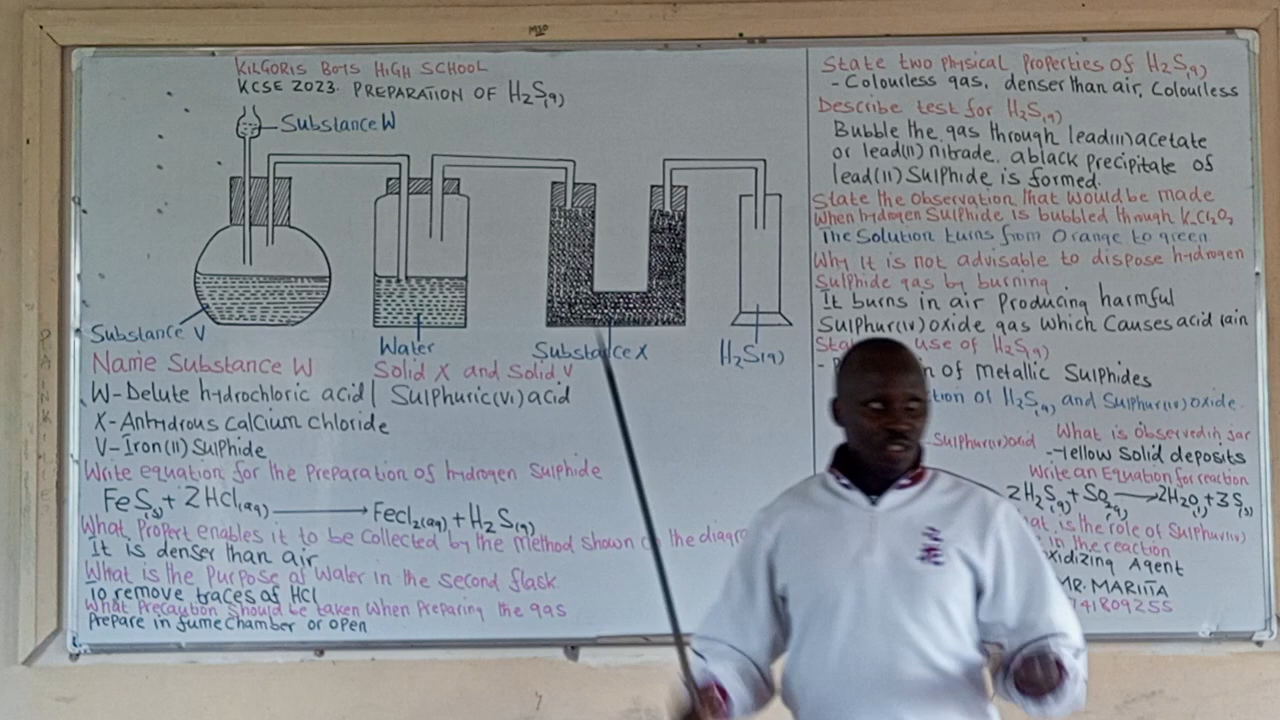 KILGORIS BOYS HIGH SCHOOL
KCSE 2023. PREPARATION OF H2S(g)
Substance W
Substance V
Water
Substance X
H2S(g)
Name Substance W Solid X and Solid V
W-Delute hydrochloric acid | Sulphuric(VI) acid
X-Anhydrous calcium chloride
V-Iron(II) Sulphide
Write equation for the Preparation of hydrogen Sulphide
FeS(s) + 2HCl(aq) → FeCl2(aq) + H2S(g)
What Propert enables it to be collected by the method shown the diagr
It is denser than air
What is the Purpose of Water in the second flask
To remove traces of HCl
What Precaution Should be taken when Preparing the gas
Prepare in fume chamber or open
State two Physical Properties of H2S(g)
- Colourless gas, denser than air, Colourless
Describe test for H2S(g)
Bubble the gas through lead(II) acetate
or lead(II) nitrade. a black Precipitate of
lead(II) Sulphide is formed.
State the Observation that Would be made
When hydrogen Sulphide is bubbled through K2Cr2O7
The Solution turns from Orange to green
Why It is not advisable to dispose hydrogen
Sulphide gas by burning
It burns in air Producing harmful
Sulphur(IV) oxide gas which Causes acid rain
Sta use of H2S(g)
n of Metallic Sulphides
tion of H2S(g) and Sulphur(IV) Oxide.
What is Observed in jar
-Yellow Solid deposits
Write an Equation for reaction
2H2S(g) + SO2(g) → 2H2O(l) + 3S(s)
at is the role of Sulphur(IV)
in the reaction
xidizing Agent
MR. MARITA
41809255
PAINKILLES